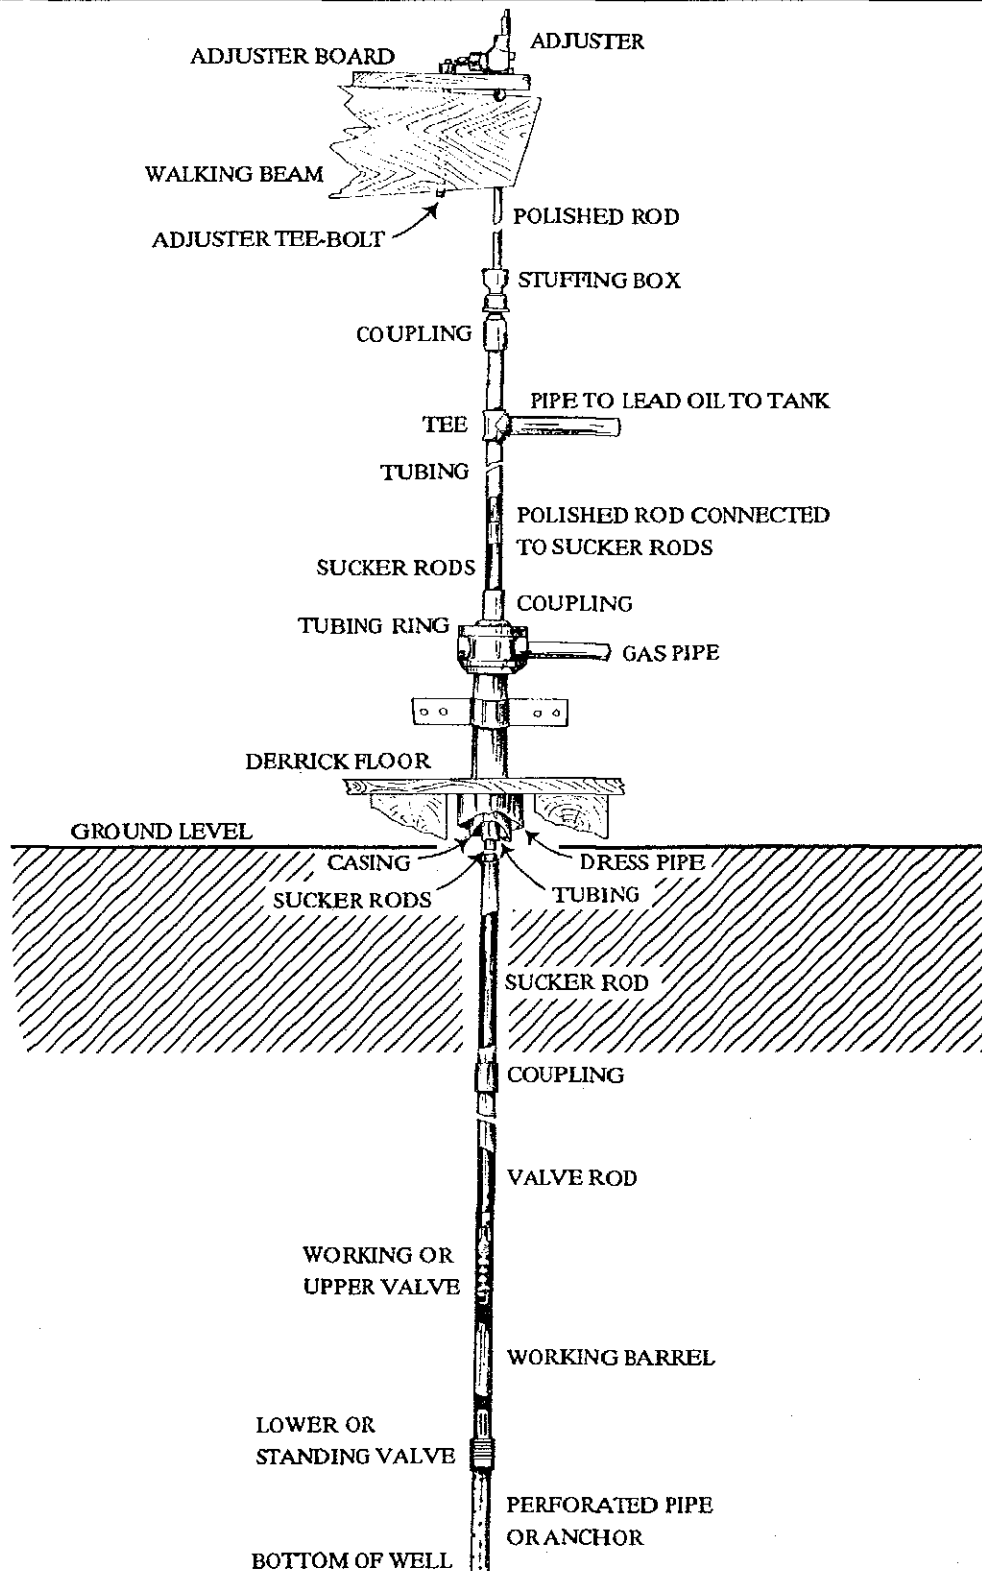 ADJUSTER
ADJUSTER BOARD
WALKING BEAM
POLISHED ROD
ADJUSTER TEE-BOLT
STUFFING BOX
COUPLING
PIPE TO LEAD OIL TO TANK
TEE
TUBING
POLISHED ROD CONNECTED
TO SUCKER RODS
SUCKER RODS
COUPLING
TUBING RING
GAS PIPE
DERRICK FLOOR
GROUND LEVEL
CASING
DRESS PIPE
SUCKER RODS
TUBING
SUCKER ROD
COUPLING
VALVE ROD
WORKING OR
UPPER VALVE
WORKING BARREL
LOWER OR
STANDING VALVE
PERFORATED PIPE
OR ANCHOR
BOTTOM OF WELL